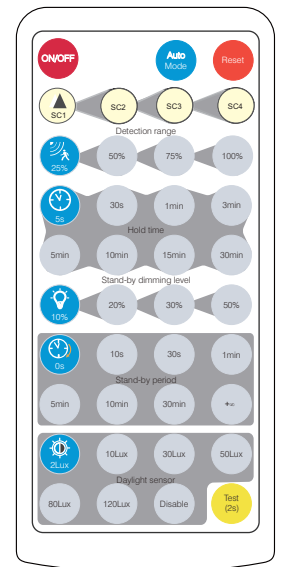 ON/OFF Auto Mode Reset
SC1 SC2 SC3 SC4
Detection range
25% 50% 75% 100%
5s 30s 1min 3min
Hold time
5min 10min 15min 30min
Stand-by dimming level
10% 20% 30% 50%
0s 10s 30s 1min
Stand-by period
5min 10min 30min +∞
2Lux 10Lux 30Lux 50Lux
Daylight sensor
80Lux 120Lux Disable Test (2s)